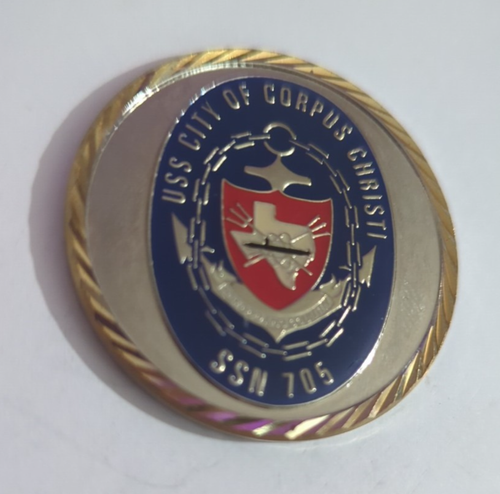 USS CITY OF CORPUS CHRISTI
SSN 705